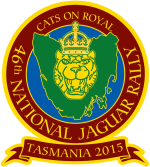 CATS ON ROYAL
46th NATIONAL JAGUAR RALLY
TASMANIA 2015